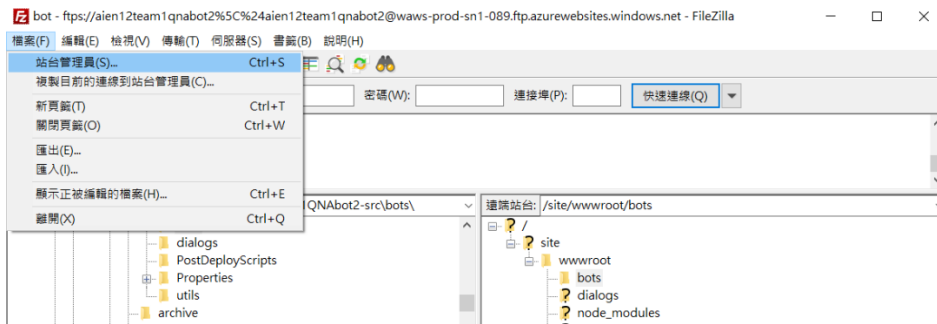 bot - ftps://aien12team1qnabot2%5C%24aien12team1qnabot2@waws-prod-sn1-089.ftp.azurewebsites.windows.net - FileZilla
檔案(F) 編輯(E) 檢視(V) 傳輸(T) 伺服器(S) 書籤(B) 說明(H)
站台管理員(S)... Ctrl+S
複製目前的連線到站台管理員(C)...
密碼(W): 連接埠(P): 快速連線(Q)
新頁籤(T) Ctrl+T
關閉頁籤(O) Ctrl+W
匯出(E)...
匯入(I)...
顯示正被編輯的檔案(H)... Ctrl+E
離開(X) Ctrl+Q
1QNAbot2-src\bots\
dialogs
PostDeployScripts
Properties
utils
archive
遠端站台: /site/wwwroot/bots
/
site
wwwroot
bots
dialogs
node_modules